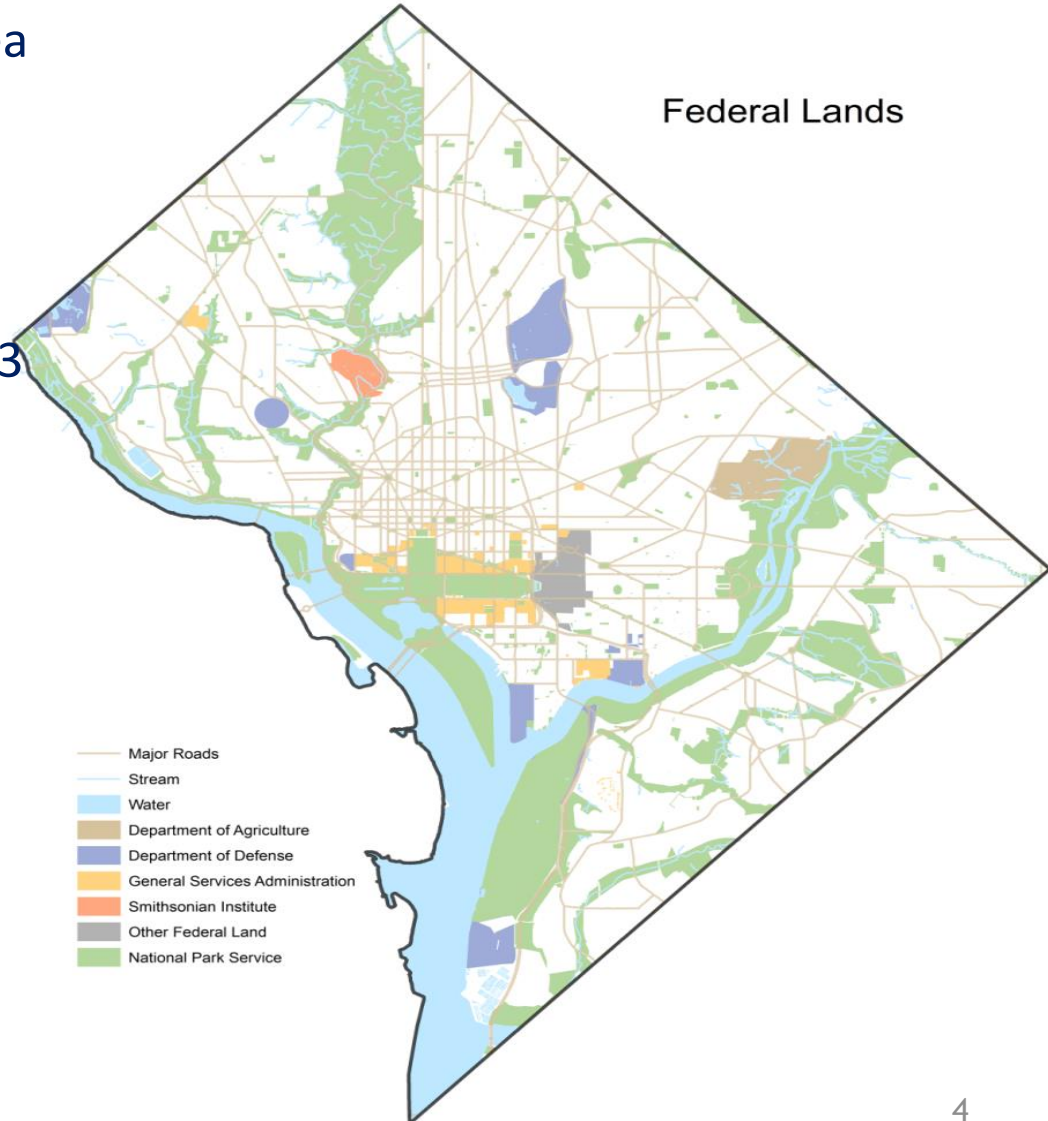 a
Federal Lands
3
Major Roads
Stream
Water
Department of Agriculture
Department of Defense
General Services Administration
Smithsonian Institute
Other Federal Land
National Park Service
4